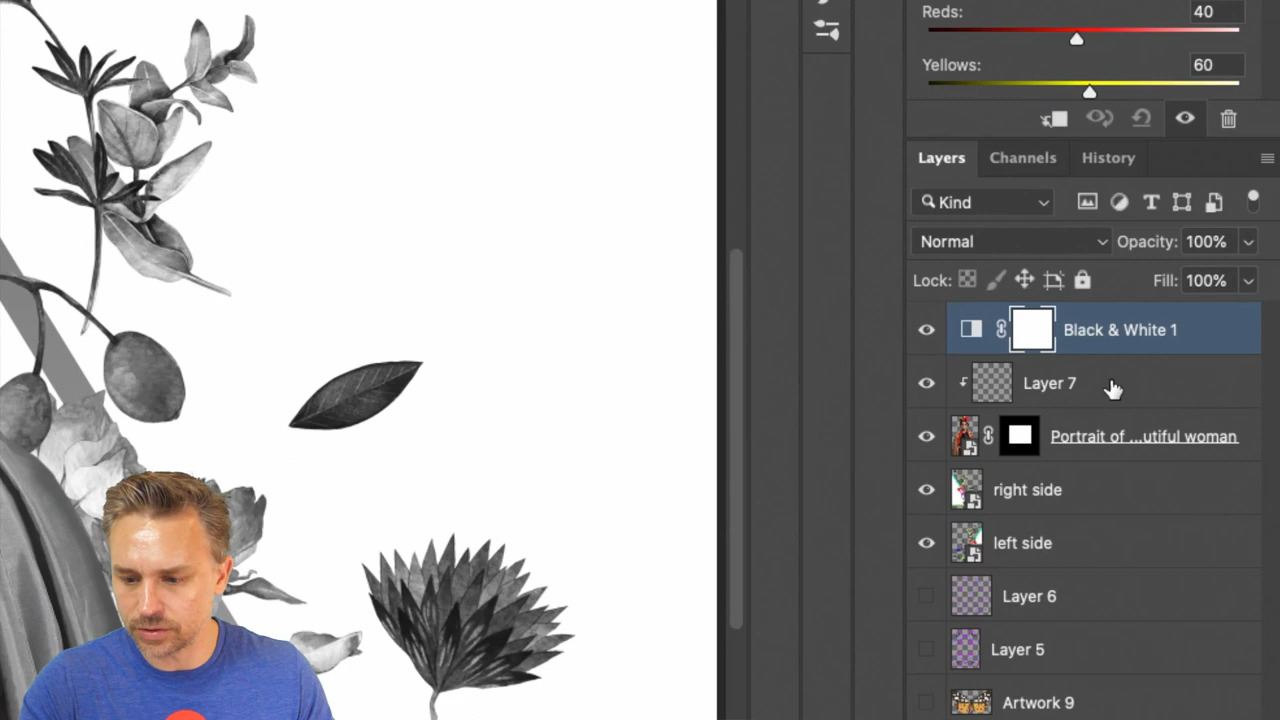 Reds: 40
Yellows: 60
Layers Channels History
Kind
Normal Opacity: 100%
Lock: Fill: 100%
Black & White 1
Layer 7
Portrait of ...utiful woman
right side
left side
Layer 6
Layer 5
Artwork 9